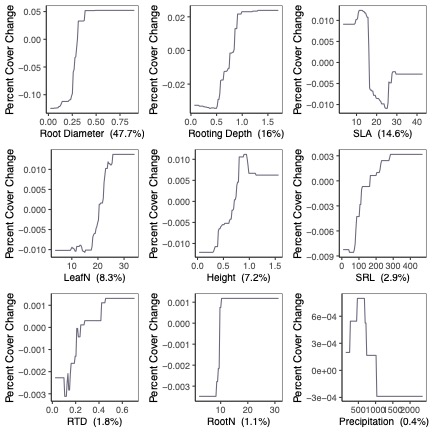 Percent Cover Change
0.05
0.00
−0.05
−0.10
0.00 0.25 0.50 0.75
Root Diameter (47.7%)
Percent Cover Change
0.02
0.00
−0.02
0.0 0.5 1.0 1.5
Rooting Depth (16%)
Percent Cover Change
0.010
0.005
0.000
−0.005
−0.010
10 20 30 40
SLA (14.6%)
Percent Cover Change
0.010
0.005
0.000
−0.005
−0.010
10 20 30
LeafN (8.3%)
Percent Cover Change
0.010
0.005
0.000
−0.005
−0.010
0.0 0.5 1.0 1.5
Height (7.2%)
Percent Cover Change
0.003
0.000
−0.003
−0.006
−0.009
0 100 200 300 400
SRL (2.9%)
Percent Cover Change
0.001
0.000
−0.001
−0.002
−0.003
0.0 0.2 0.4 0.6
RTD (1.8%)
Percent Cover Change
0.001
0.000
−0.001
−0.002
−0.003
0 10 20 30
RootN (1.1%)
Percent Cover Change
6e−04
3e−04
0e+00
−3e−04
500 1000 1500 2000
Precipitation (0.4%)